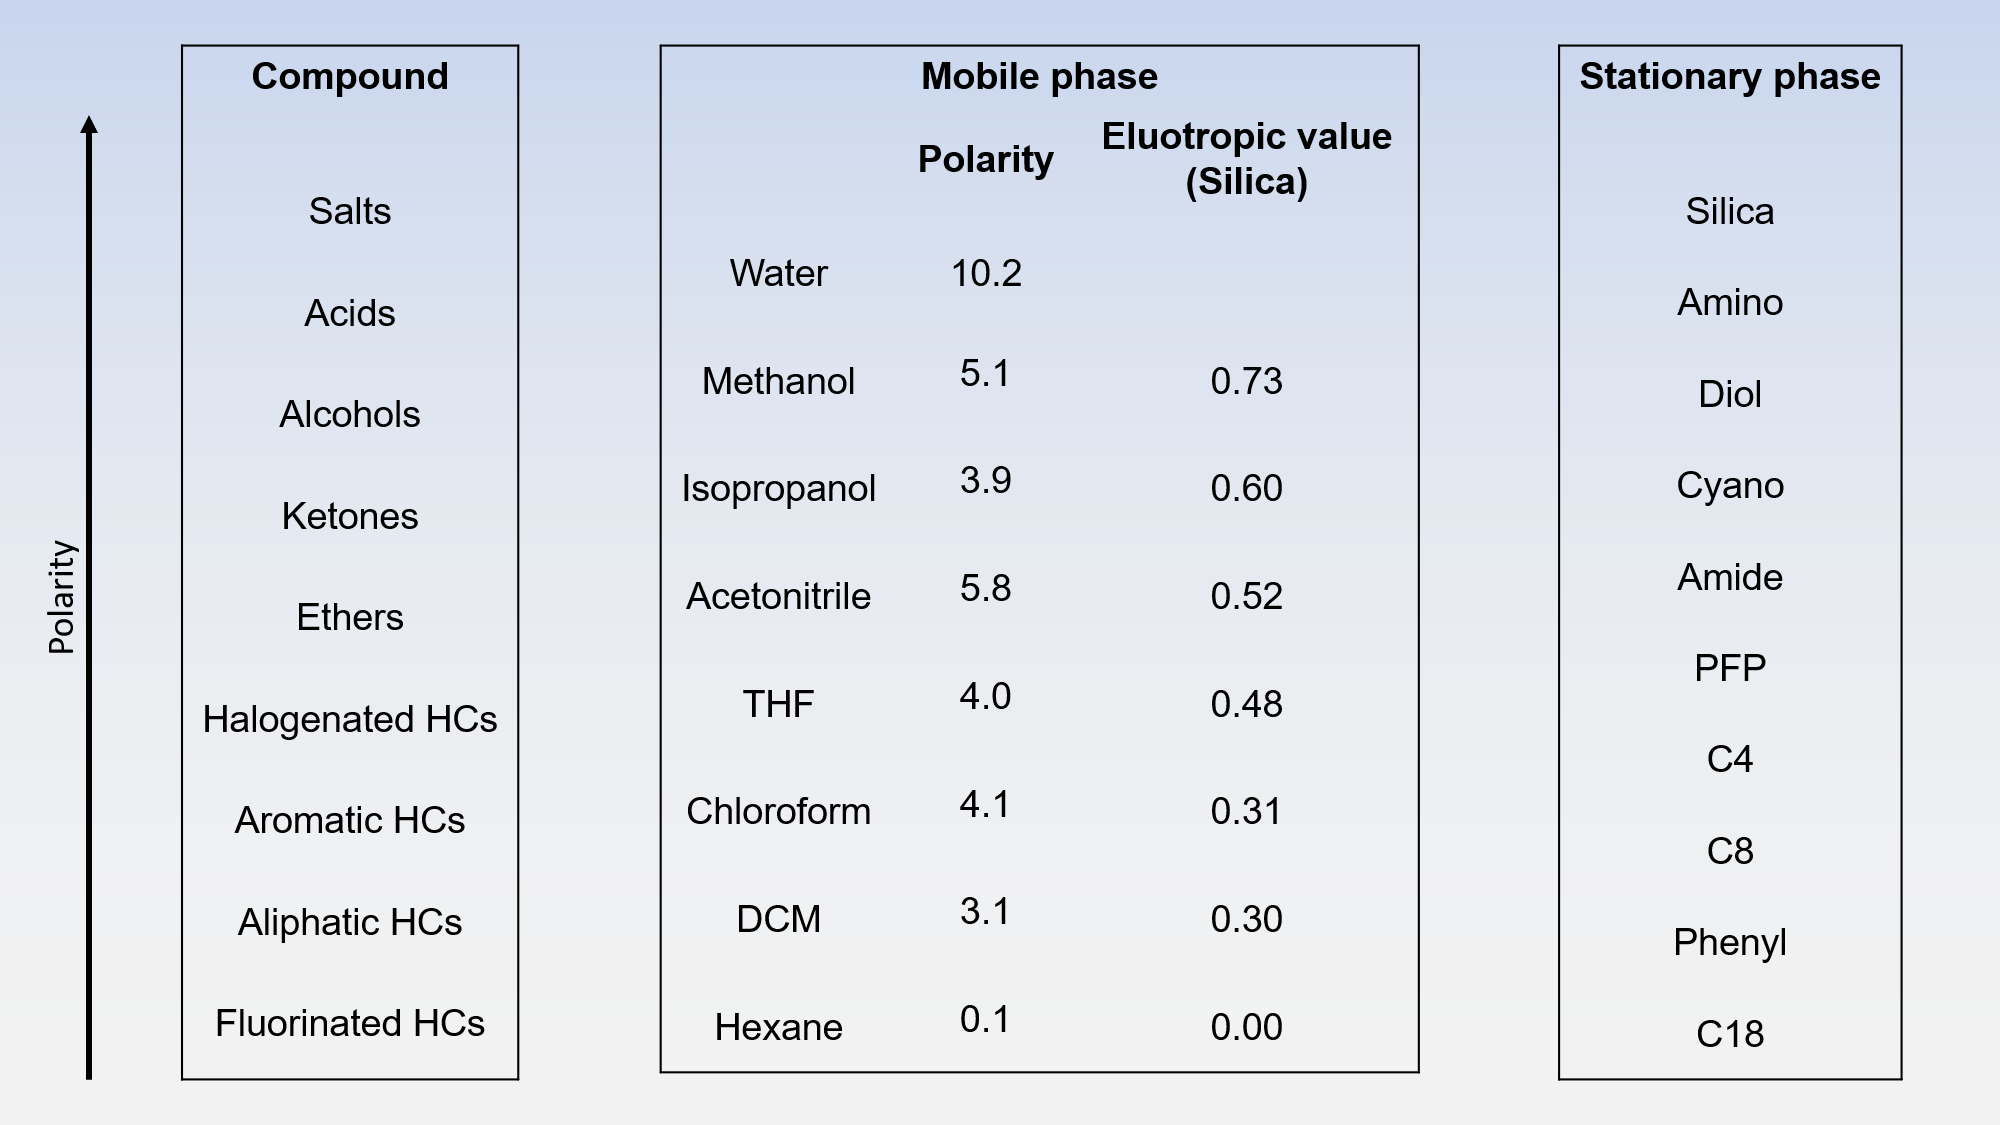 Polarity
Compound
Salts
Acids
Alcohols
Ketones
Ethers
Halogenated HCs
Aromatic HCs
Aliphatic HCs
Fluorinated HCs
Mobile phase
Polarity
Eluotropic value
(Silica)
Water 10.2
Methanol 5.1 0.73
Isopropanol 3.9 0.60
Acetonitrile 5.8 0.52
THF 4.0 0.48
Chloroform 4.1 0.31
DCM 3.1 0.30
Hexane 0.1 0.00
Stationary phase
Silica
Amino
Diol
Cyano
Amide
PFP
C4
C8
Phenyl
C18